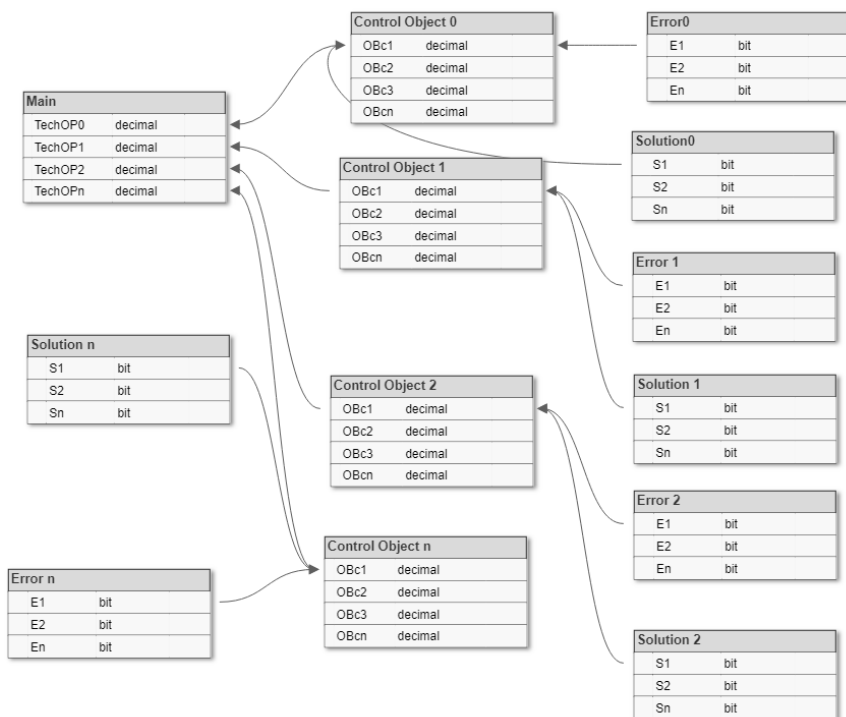 Control Object 0
OBc1 decimal
OBc2 decimal
OBc3 decimal
OBcn decimal
Error0
E1 bit
E2 bit
En bit
Main
TechOP0 decimal
TechOP1 decimal
TechOP2 decimal
TechOPn decimal
Solution0
S1 bit
S2 bit
Sn bit
Control Object 1
OBc1 decimal
OBc2 decimal
OBc3 decimal
OBcn decimal
Error 1
E1 bit
E2 bit
En bit
Solution n
S1 bit
S2 bit
Sn bit
Control Object 2
OBc1 decimal
OBc2 decimal
OBc3 decimal
OBcn decimal
Solution 1
S1 bit
S2 bit
Sn bit
Error 2
E1 bit
E2 bit
En bit
Control Object n
OBc1 decimal
OBc2 decimal
OBc3 decimal
OBcn decimal
Error n
E1 bit
E2 bit
En bit
Solution 2
S1 bit
S2 bit
Sn bit